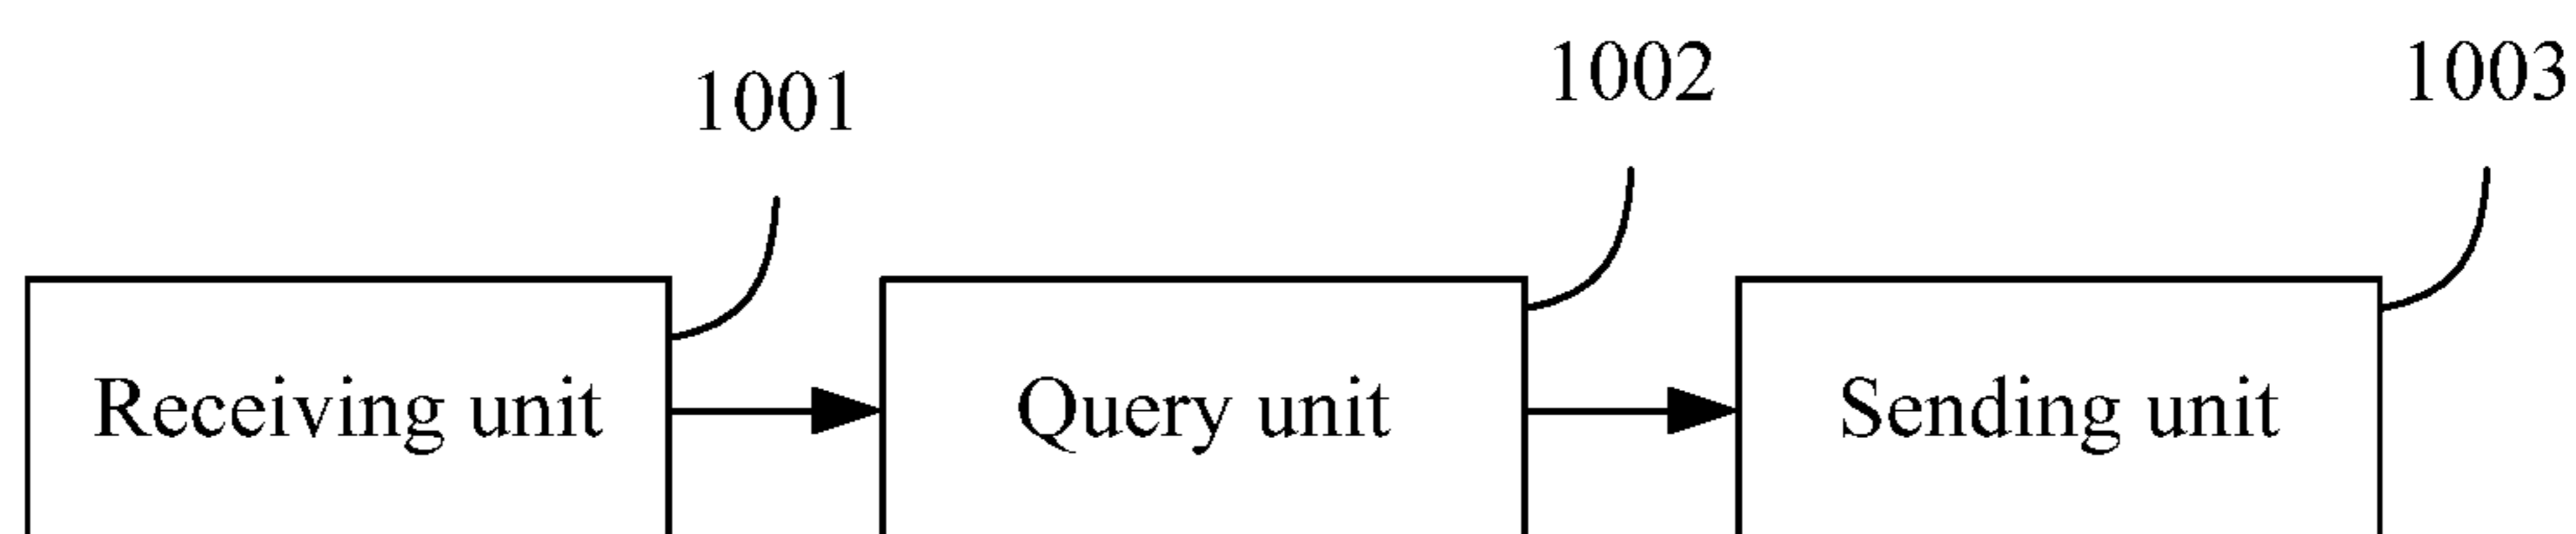 1001
1002
1003
Receiving unit
Query unit
Sending unit